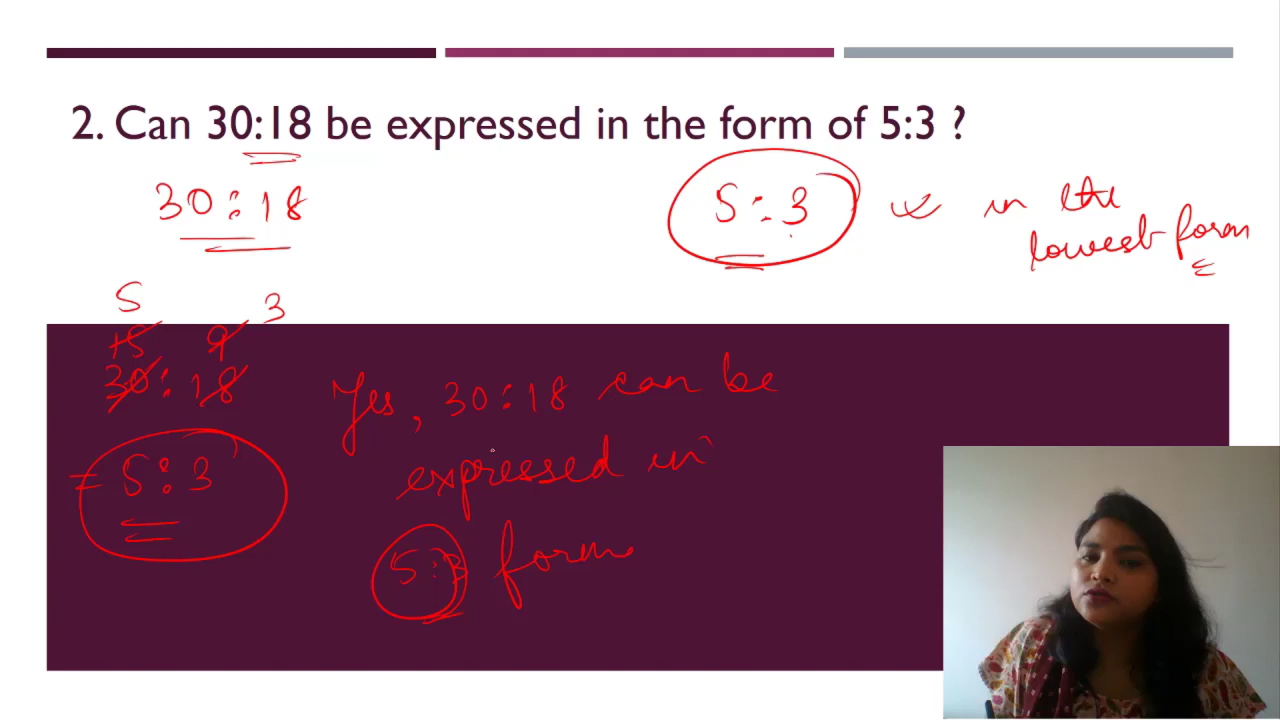 2. Can 30:18 be expressed in the form of 5:3 ?
30:18
5:3
in the
lowest form
5 3
15 9
30:18
= 5:3
Yes, 30:18 can be
expressed in
5:3 form